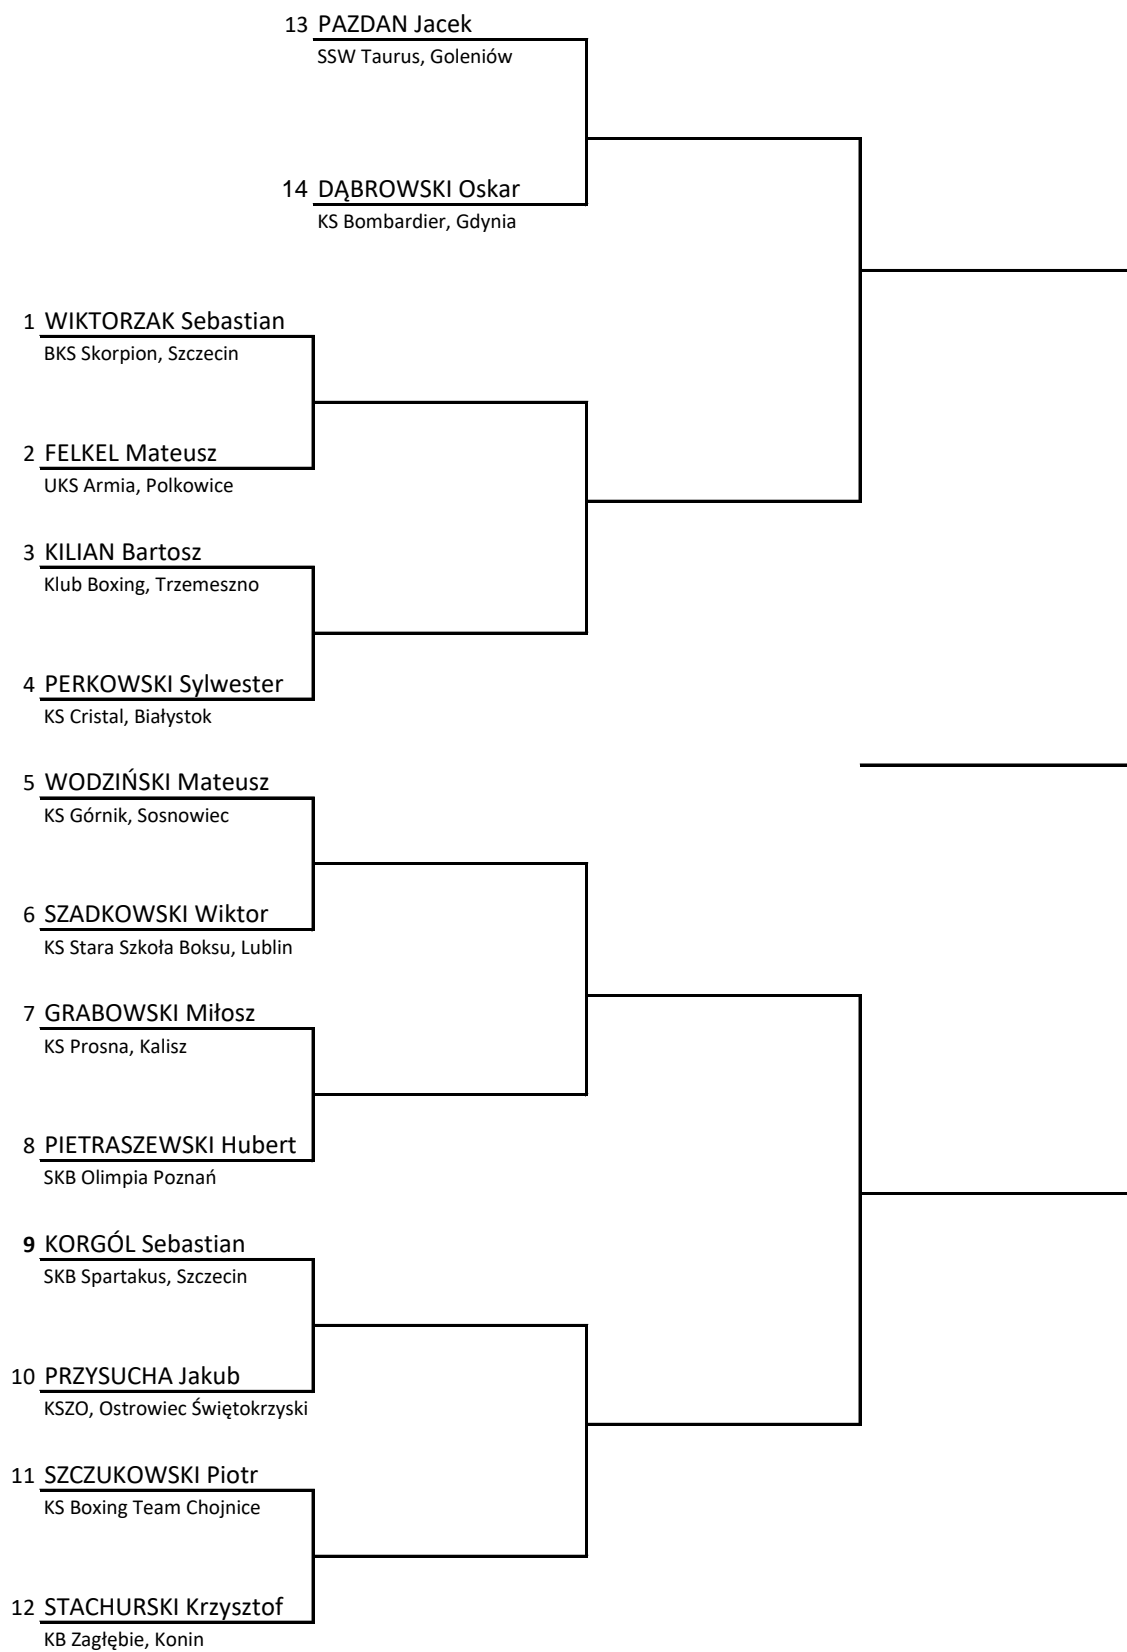 13 PAZDAN Jacek
SSW Taurus, Goleniów
14 DĄBROWSKI Oskar
KS Bombardier, Gdynia
1 WIKTORZAK Sebastian
BKS Skorpion, Szczecin
2 FELKEL Mateusz
UKS Armia, Polkowice
3 KILIAN Bartosz
Klub Boxing, Trzemeszno
4 PERKOWSKI Sylwester
KS Cristal, Białystok
5 WODZIŃSKI Mateusz
KS Górnik, Sosnowiec
6 SZADKOWSKI Wiktor
KS Stara Szkoła Boksu, Lublin
7 GRABOWSKI Miłosz
KS Prosna, Kalisz
8 PIETRASZEWSKI Hubert
SKB Olimpia Poznań
9 KORGÓL Sebastian
SKB Spartakus, Szczecin
10 PRZYSUCHA Jakub
KSZO, Ostrowiec Świętokrzyski
11 SZCZUKOWSKI Piotr
KS Boxing Team Chojnice
12 STACHURSKI Krzysztof
KB Zagłębie, Konin